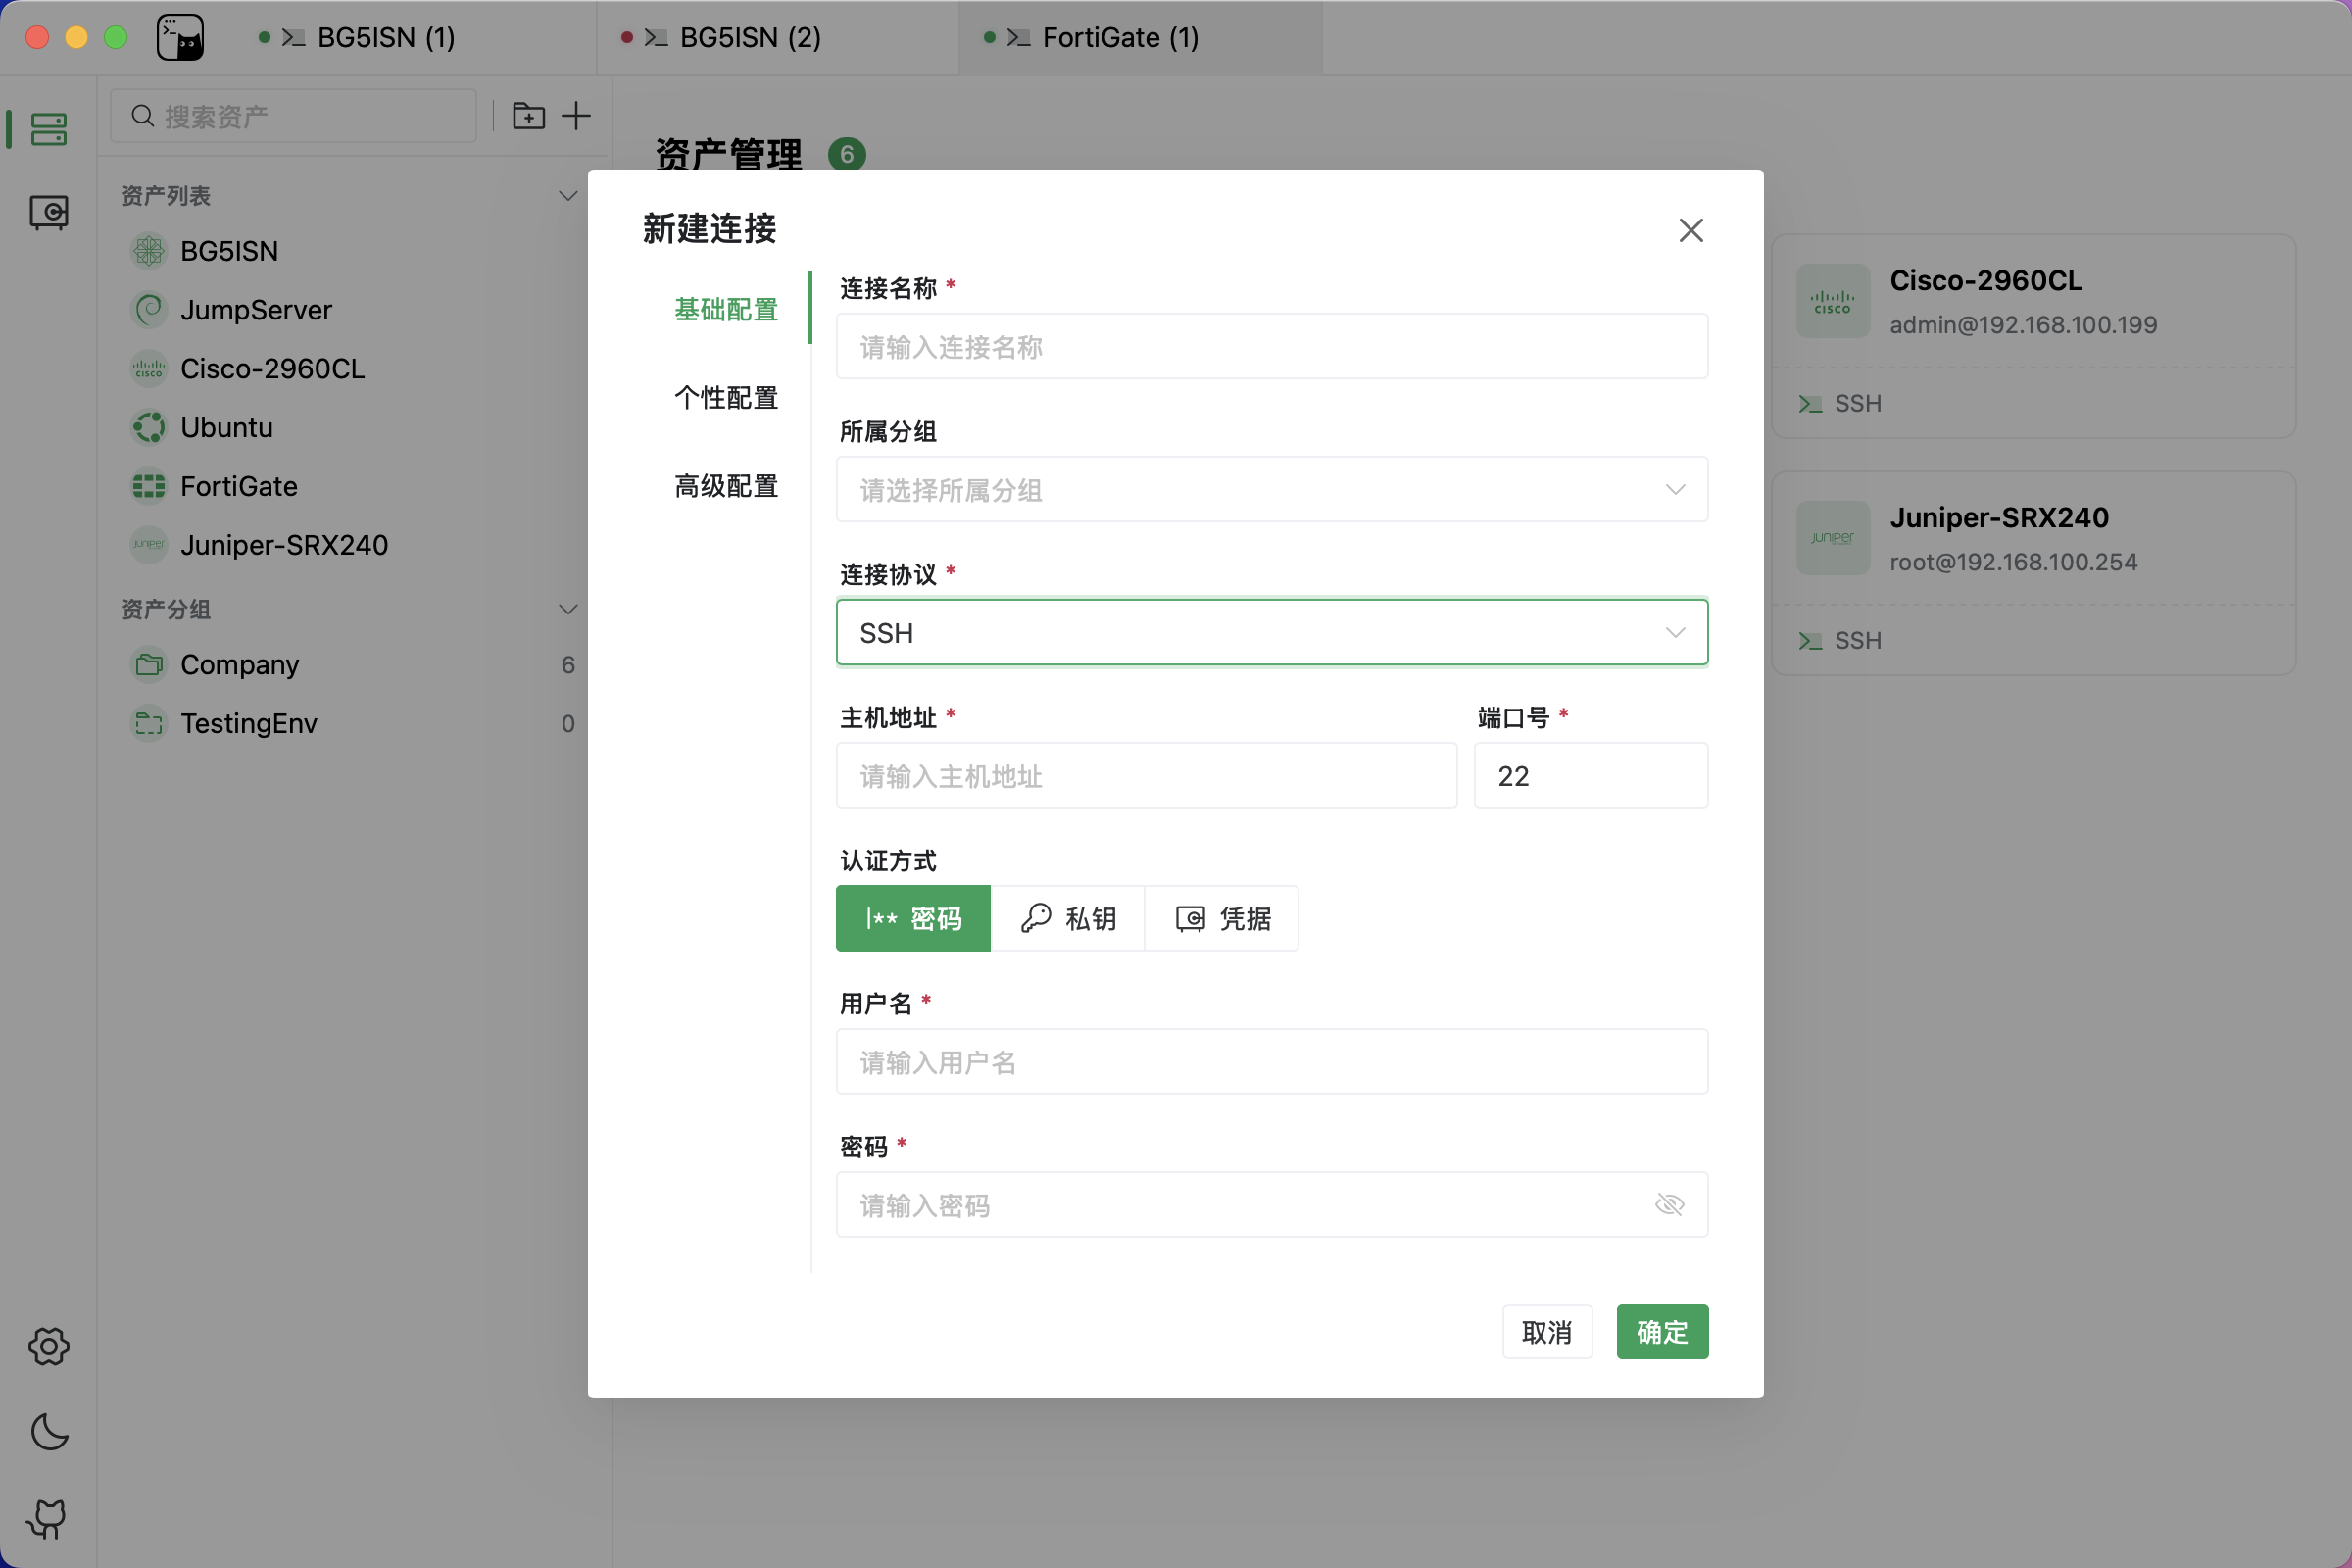 BG5ISN (1)
BG5ISN (2)
FortiGate (1)
搜索资产
资产列表
BG5ISN
JumpServer
CISCO
Cisco-2960CL
Ubuntu
FortiGate
Juniper
Juniper-SRX240
资产分组
Company
6
TestingEnv
0
资产管理
6
新建连接
基础配置
个性配置
高级配置
连接名称 *
请输入连接名称
所属分组
请选择所属分组
连接协议 *
SSH
主机地址 *
请输入主机地址
端口号 *
22
认证方式
|** 密码
私钥
凭据
用户名 *
请输入用户名
密码 *
请输入密码
取消
确定
CISCO
Cisco-2960CL
admin@192.168.100.199
SSH
Juniper
Juniper-SRX240
root@192.168.100.254
SSH